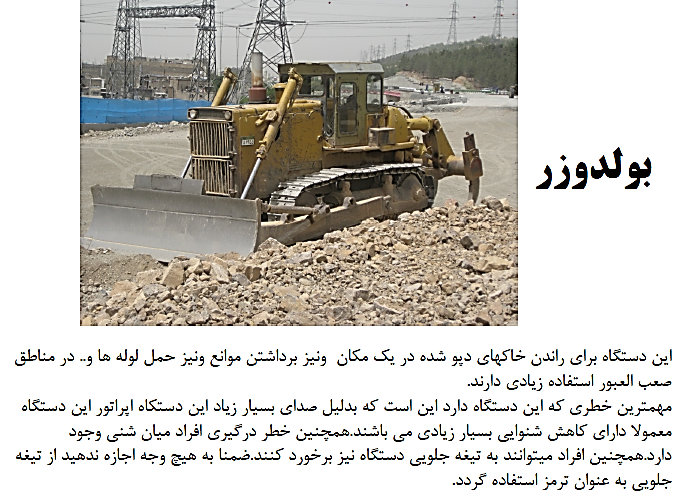 بولدوزر
این دستگاه برای راندن خاکهای دپو شده در یک مکان ونیز برداشتن موانع ونیز حمل لوله ها و.. در مناطق
صعب العبور استفاده زیادی دارند.
مهمترین خطری که این دستگاه دارد این است که بدلیل صدای بسیار زیاد این دستکاه اپراتور این دستگاه
معمولا دارای کاهش شنوایی بسیار زیادی می باشند.همچنین خطر درگیری افراد میان شنی وجود
دارد.همچنین افراد میتوانند به تیغه جلویی دستگاه نیز برخورد کنند.ضمنا به هیچ وجه اجازه ندهید از تیغه
جلویی به عنوان ترمز استفاده گردد.